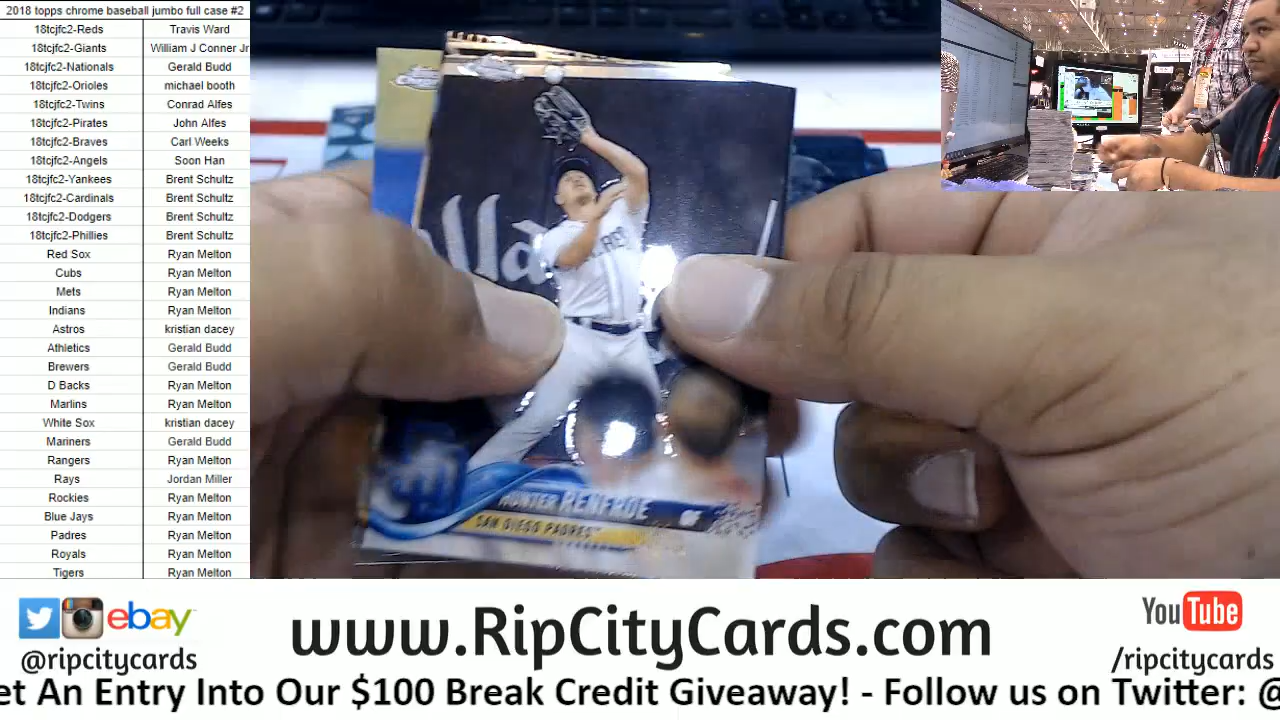 2018 topps chrome baseball jumbo full case #2
18tcjfc2-Reds Travis Ward
18tcjfc2-Giants William J Conner Jr
18tcjfc2-Nationals Gerald Budd
18tcjfc2-Orioles michael booth
18tcjfc2-Twins Conrad Alfes
18tcjfc2-Pirates John Alfes
18tcjfc2-Braves Carl Weeks
18tcjfc2-Angels Soon Han
18tcjfc2-Yankees Brent Schultz
18tcjfc2-Cardinals Brent Schultz
18tcjfc2-Dodgers Brent Schultz
18tcjfc2-Phillies Brent Schultz
Red Sox Ryan Melton
Cubs Ryan Melton
Mets Ryan Melton
Indians Ryan Melton
Astros kristian dacey
Athletics Gerald Budd
Brewers Gerald Budd
D Backs Ryan Melton
Marlins Ryan Melton
White Sox kristian dacey
Mariners Gerald Budd
Rangers Ryan Melton
Rays Jordan Miller
Rockies Ryan Melton
Blue Jays Ryan Melton
Padres Ryan Melton
Royals Ryan Melton
Tigers Ryan Melton
HUNTER RENFROE
SAN DIEGO PADRES
ebay
@ripcitycards
www.RipCityCards.com
YouTube
/ripcitycards
et An Entry Into Our $100 Break Credit Giveaway! - Follow us on Twitter: @